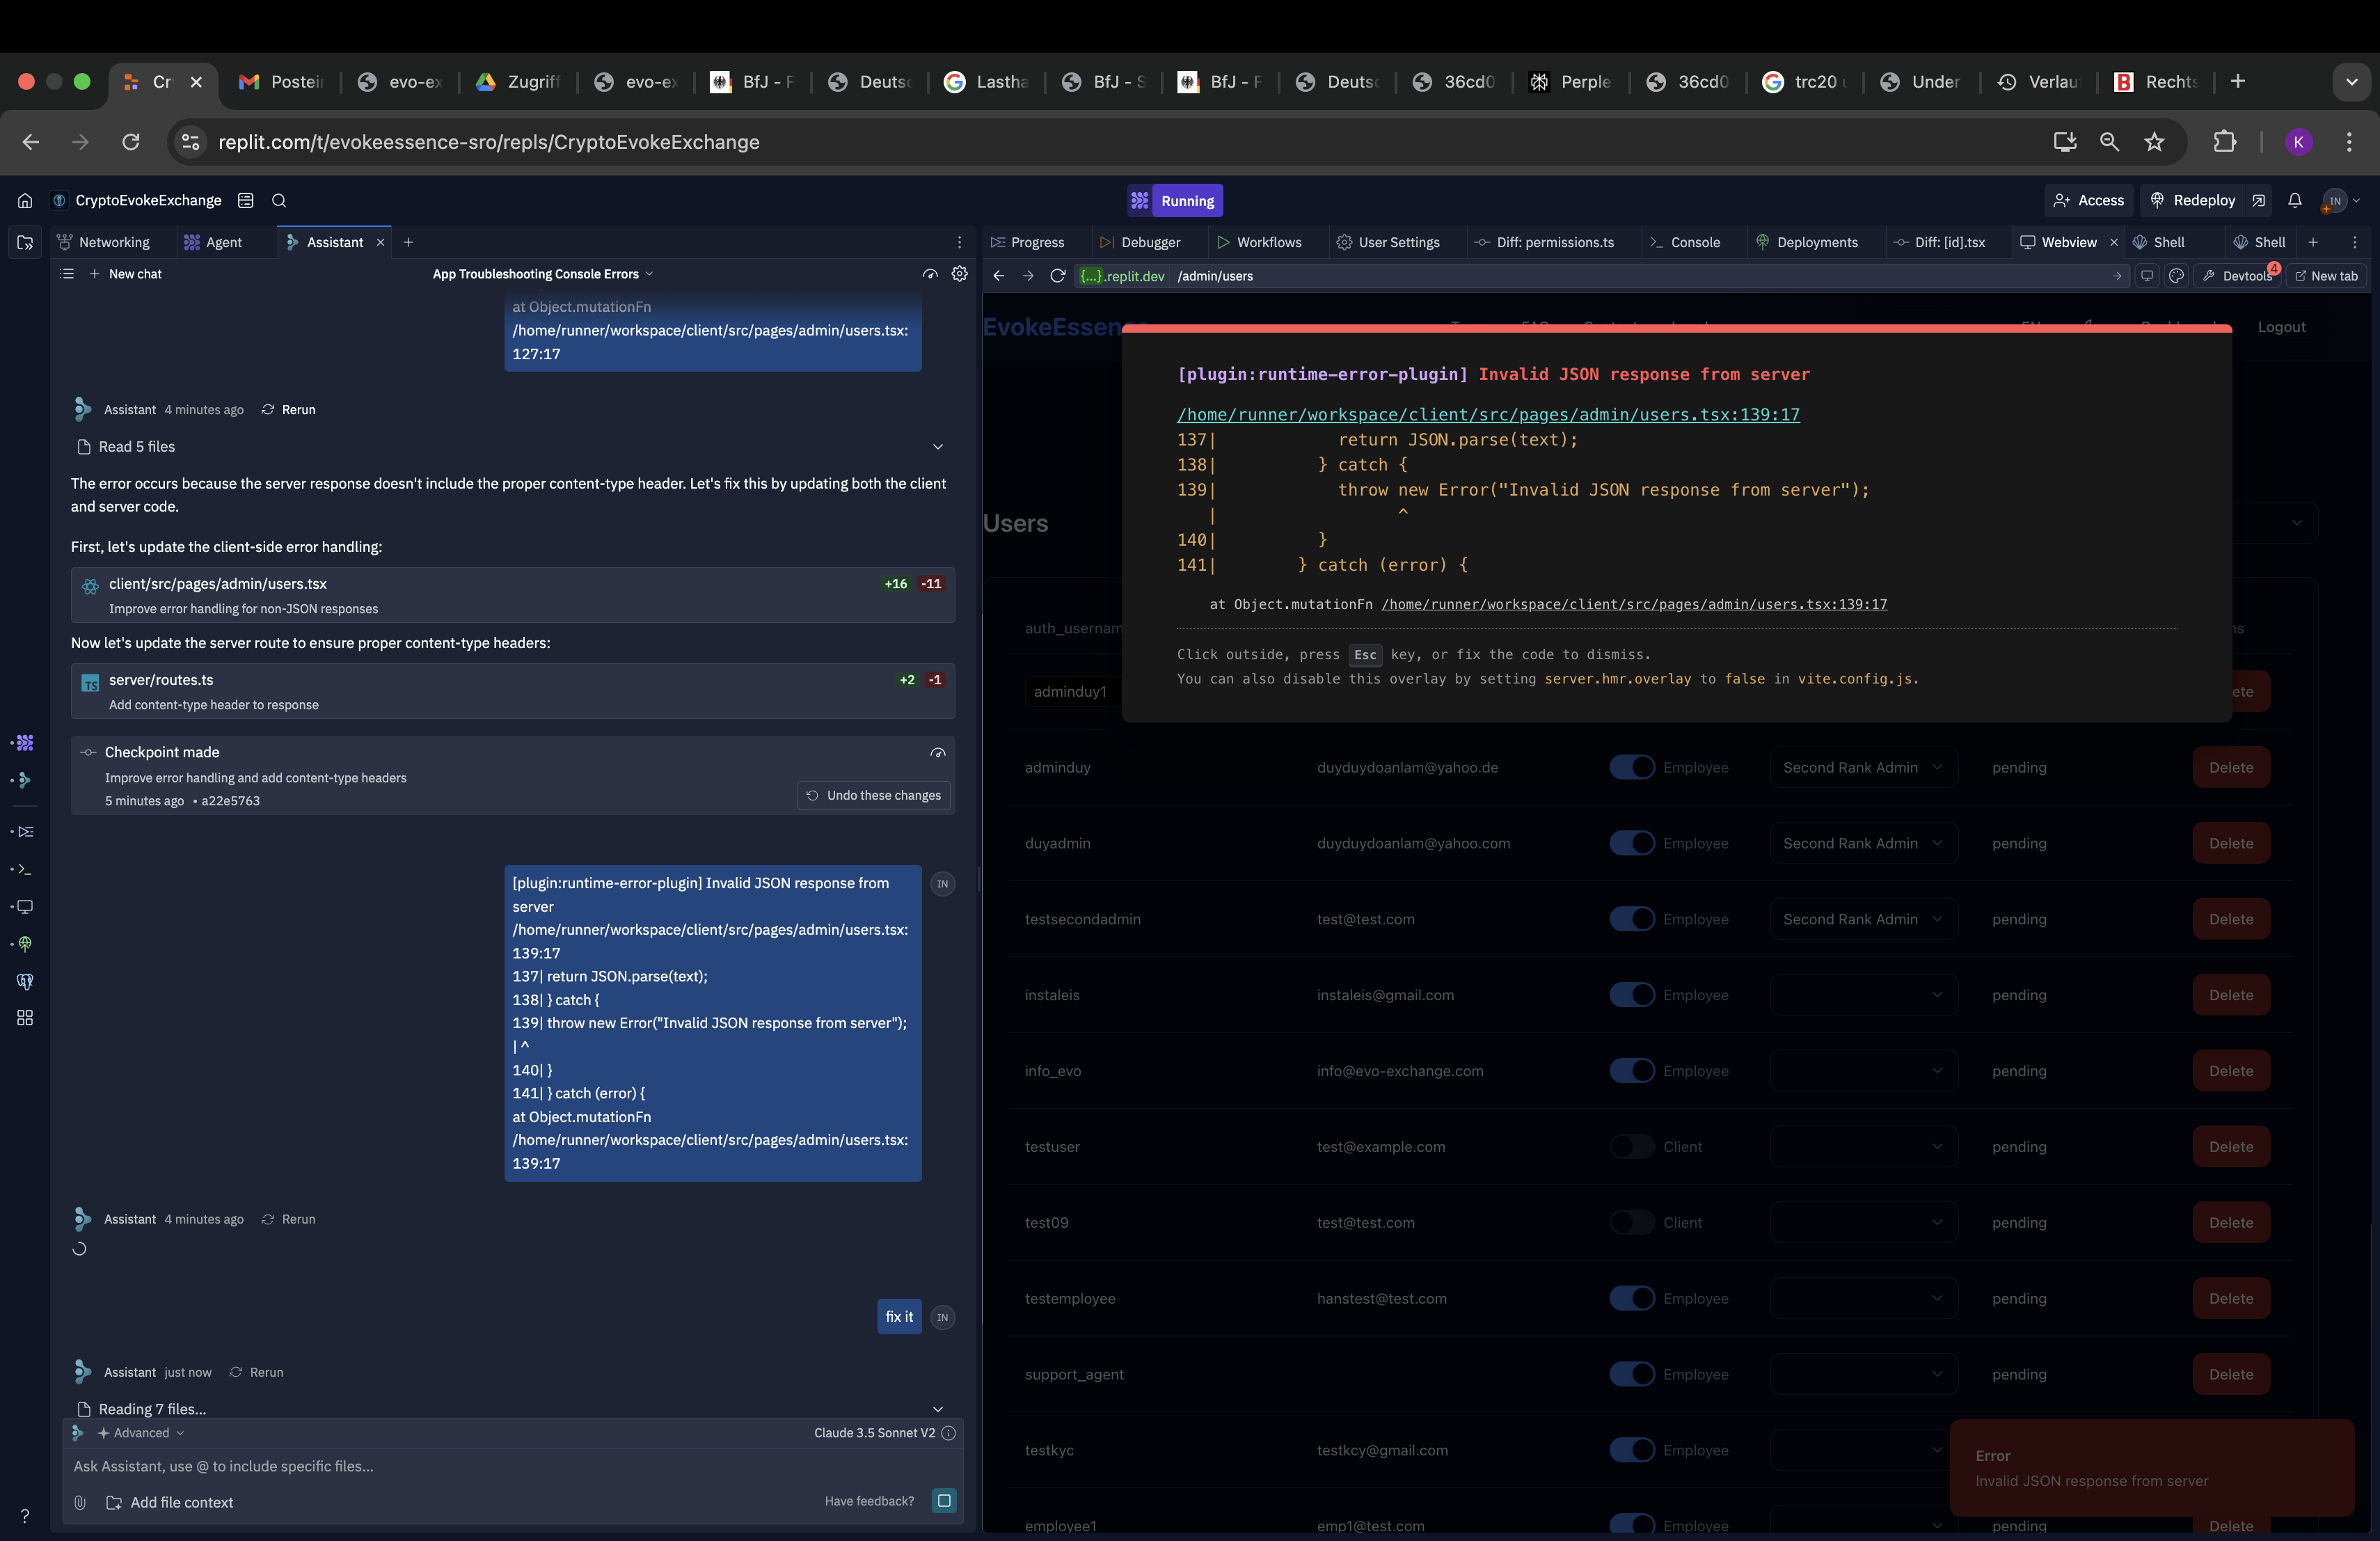 Cr
Postein
evo-ex
Zugriff
evo-ex
BfJ - F
Deutsc
Lastha
BfJ - S
BfJ - F
Deutsc
36cd0
Perple
36cd0
trc20 u
Under
Verlau
Rechts
replit.com/t/evokeessence-sro/repls/CryptoEvokeExchange
K
CryptoEvokeExchange
Running
Access
Redeploy
IN
Networking
Agent
Assistant
Progress
Debugger
Workflows
User Settings
Diff: permissions.ts
Console
Deployments
Diff: [id].tsx
Webview
Shell
Shell
New chat
App Troubleshooting Console Errors
{...}.replit.dev /admin/users
Devtools
4
New tab
at Object.mutationFn
/home/runner/workspace/client/src/pages/admin/users.tsx:
127:17
Assistant 4 minutes ago Rerun
Read 5 files
The error occurs because the server response doesn't include the proper content-type header. Let's fix this by updating both the client
and server code.
First, let's update the client-side error handling:
client/src/pages/admin/users.tsx +16 -11
Improve error handling for non-JSON responses
Now let's update the server route to ensure proper content-type headers:
TS server/routes.ts +2 -1
Add content-type header to response
Checkpoint made
Improve error handling and add content-type headers
5 minutes ago • a22e5763
Undo these changes
[plugin:runtime-error-plugin] Invalid JSON response from
server
/home/runner/workspace/client/src/pages/admin/users.tsx:
139:17
137| return JSON.parse(text);
138| } catch {
139| throw new Error("Invalid JSON response from server");
| ^
140| }
141| } catch (error) {
at Object.mutationFn
/home/runner/workspace/client/src/pages/admin/users.tsx:
139:17
IN
Assistant 4 minutes ago Rerun
fix it
IN
Assistant just now Rerun
Reading 7 files...
Advanced
Claude 3.5 Sonnet V2
Ask Assistant, use @ to include specific files...
Add file context
Have feedback?
?
EvokeEssence
EN
Logout
[plugin:runtime-error-plugin] Invalid JSON response from server
/home/runner/workspace/client/src/pages/admin/users.tsx:139:17
137| return JSON.parse(text);
138| } catch {
139| throw new Error("Invalid JSON response from server");
| ^
140| }
141| } catch (error) {
at Object.mutationFn /home/runner/workspace/client/src/pages/admin/users.tsx:139:17
Click outside, press Esc key, or fix the code to dismiss.
You can also disable this overlay by setting server.hmr.overlay to false in vite.config.js.
Users
auth_usernam
ns
adminduy1
ete
adminduy duyduydoanlam@yahoo.de Employee Second Rank Admin pending Delete
duyadmin duyduydoanlam@yahoo.com Employee Second Rank Admin pending Delete
testsecondadmin test@test.com Employee Second Rank Admin pending Delete
instaleis instaleis@gmail.com Employee pending Delete
info_evo info@evo-exchange.com Employee pending Delete
testuser test@example.com Client pending Delete
test09 test@test.com Client pending Delete
testemployee hanstest@test.com Employee pending Delete
support_agent Employee pending Delete
testkyc testkcy@gmail.com Employee
Error
Invalid JSON response from server
employee1 emp1@test.com Employee pending Delete